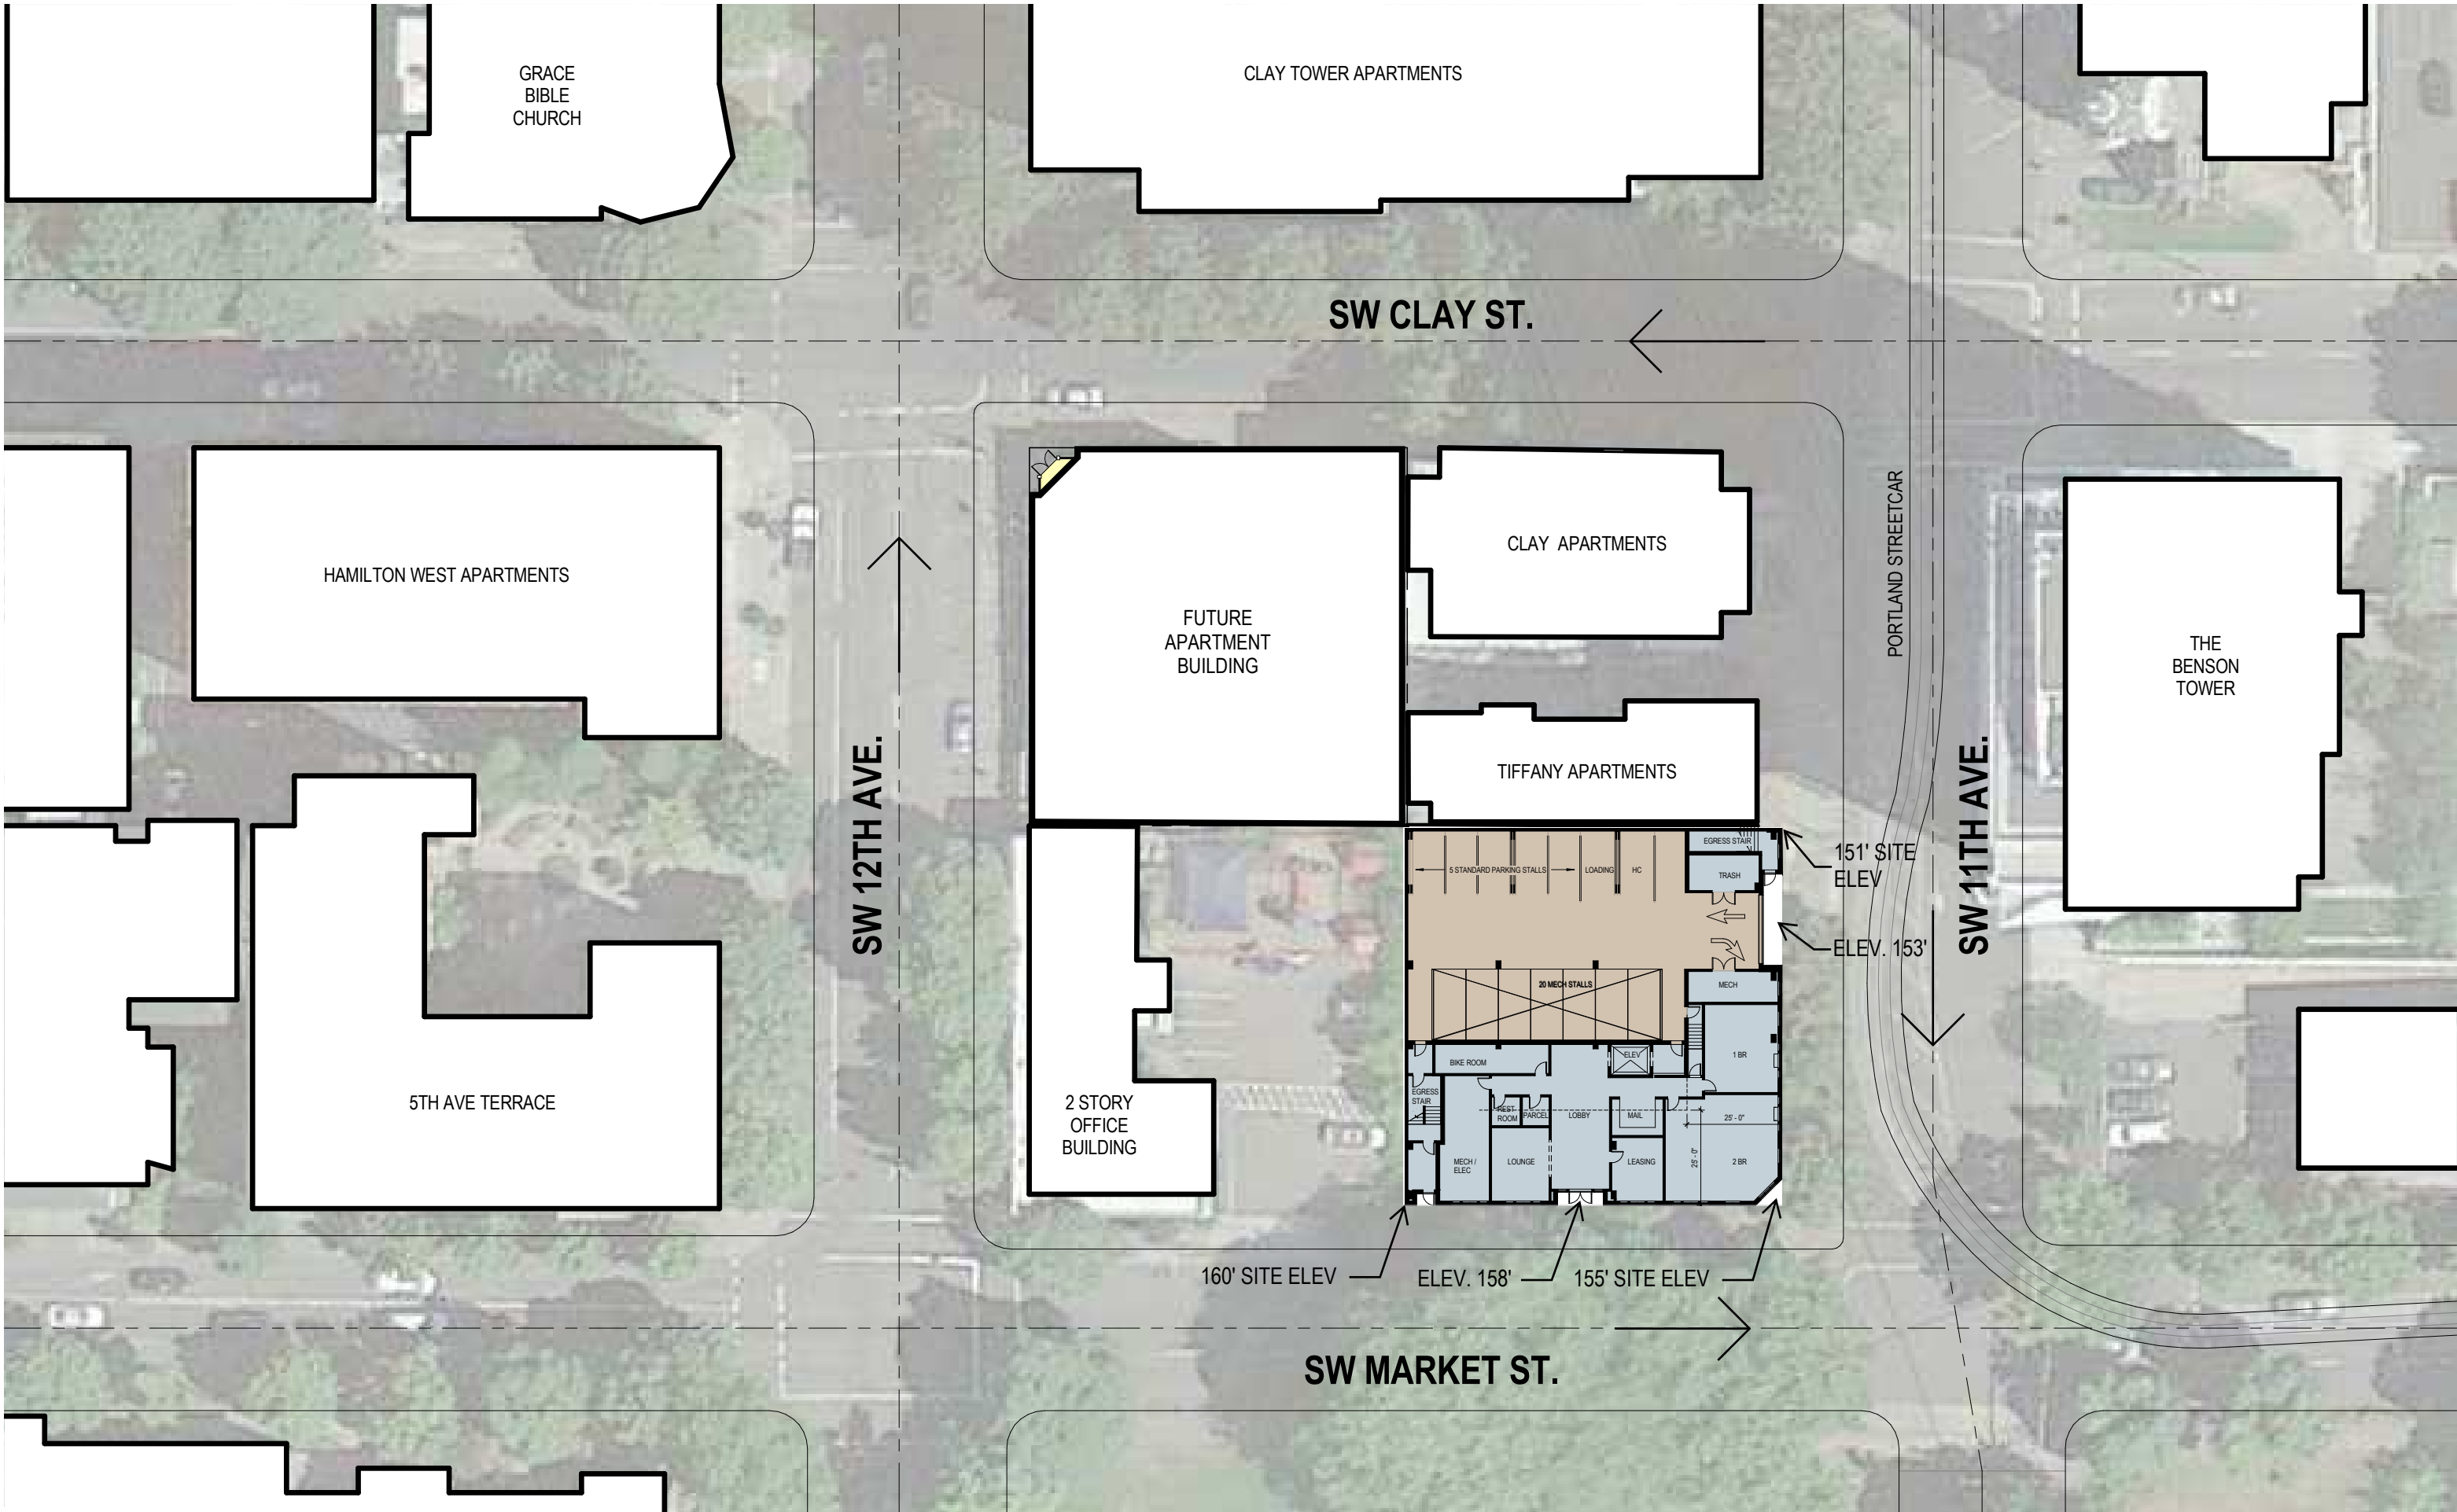 GRACE
BIBLE
CHURCH
CLAY TOWER APARTMENTS
SW CLAY ST.
HAMILTON WEST APARTMENTS
FUTURE
APARTMENT
BUILDING
CLAY APARTMENTS
PORTLAND STREETCAR
THE
BENSON
TOWER
TIFFANY APARTMENTS
SW 12TH AVE.
SW 11TH AVE.
EGRESS STAIR
151' SITE
ELEV
5 STANDARD PARKING STALLS
LOADING
HC
TRASH
ELEV. 153'
20 MECH STALLS
MECH
1 BR
BIKE ROOM
ELEV
EGRESS
STAIR
REST
ROOM
PARCEL
LOBBY
MAIL
25' - 0"
5TH AVE TERRACE
2 STORY
OFFICE
BUILDING
MECH /
ELEC
LOUNGE
LEASING
25' - 0"
2 BR
160' SITE ELEV
ELEV. 158'
155' SITE ELEV
SW MARKET ST.